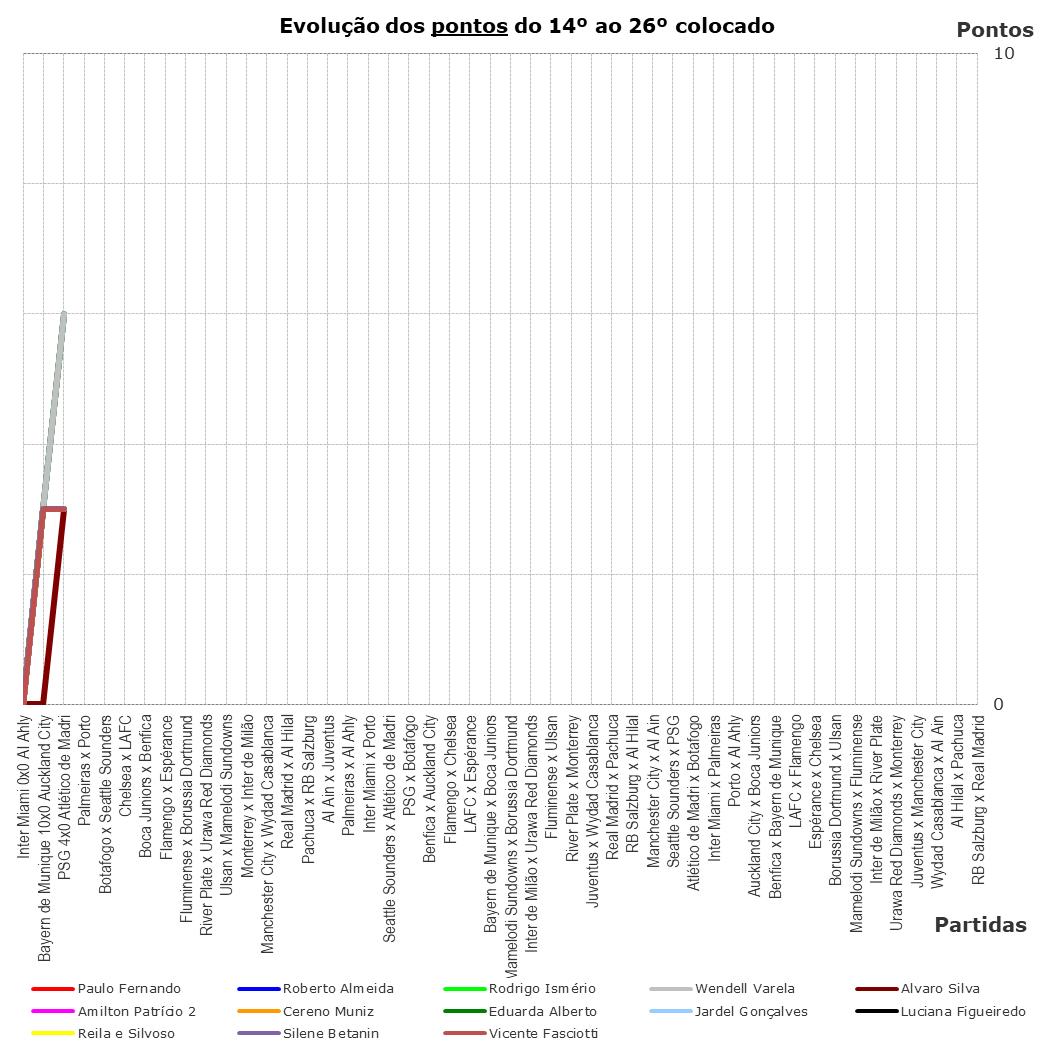 Evolução dos pontos do 14º ao 26º colocado
Pontos
10
0
Inter Miami 0x0 Al Ahly
Bayern de Munique 10x0 Auckland City
PSG 4x0 Atlético de Madri
Palmeiras x Porto
Botafogo x Seattle Sounders
Chelsea x LAFC
Boca Juniors x Benfica
Flamengo x Espérance
Fluminense x Borussia Dortmund
River Plate x Urawa Red Diamonds
Ulsan x Mamelodi Sundowns
Monterrey x Inter de Milão
Manchester City x Wydad Casablanca
Real Madrid x Al Hilal
Pachuca x RB Salzburg
Al Ain x Juventus
Palmeiras x Al Ahly
Inter Miami x Porto
Seattle Sounders x Atlético de Madri
PSG x Botafogo
Benfica x Auckland City
Flamengo x Chelsea
LAFC x Espérance
Bayern de Munique x Boca Juniors
Mamelodi Sundowns x Borussia Dortmund
Inter de Milão x Urawa Red Diamonds
Fluminense x Ulsan
River Plate x Monterrey
Juventus x Wydad Casablanca
Real Madrid x Pachuca
RB Salzburg x Al Hilal
Manchester City x Al Ain
Seattle Sounders x PSG
Atlético de Madri x Botafogo
Inter Miami x Palmeiras
Porto x Al Ahly
Auckland City x Boca Juniors
Benfica x Bayern de Munique
LAFC x Flamengo
Espérance x Chelsea
Borussia Dortmund x Ulsan
Mamelodi Sundowns x Fluminense
Inter de Milão x River Plate
Urawa Red Diamonds x Monterrey
Juventus x Manchester City
Wydad Casablanca x Al Ain
Al Hilal x Pachuca
RB Salzburg x Real Madrid
Partidas
Paulo Fernando
Roberto Almeida
Rodrigo Ismério
Wendell Varela
Alvaro Silva
Amilton Patrício 2
Cereno Muniz
Eduarda Alberto
Jardel Gonçalves
Luciana Figueiredo
Reila e Silvoso
Silene Betanin
Vicente Fasciotti